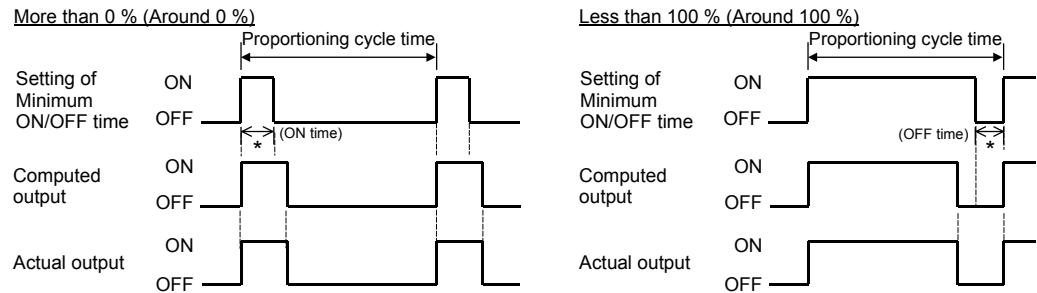 More than 0 % (Around 0 %)
Proportioning cycle time
Setting of
Minimum
ON/OFF time
ON
OFF
(ON time)
*
Computed
output
ON
OFF
Actual output
ON
OFF
Less than 100 % (Around 100 %)
Proportioning cycle time
Setting of
Minimum
ON/OFF time
ON
OFF
(OFF time)
*
Computed
output
ON
OFF
Actual output
ON
OFF